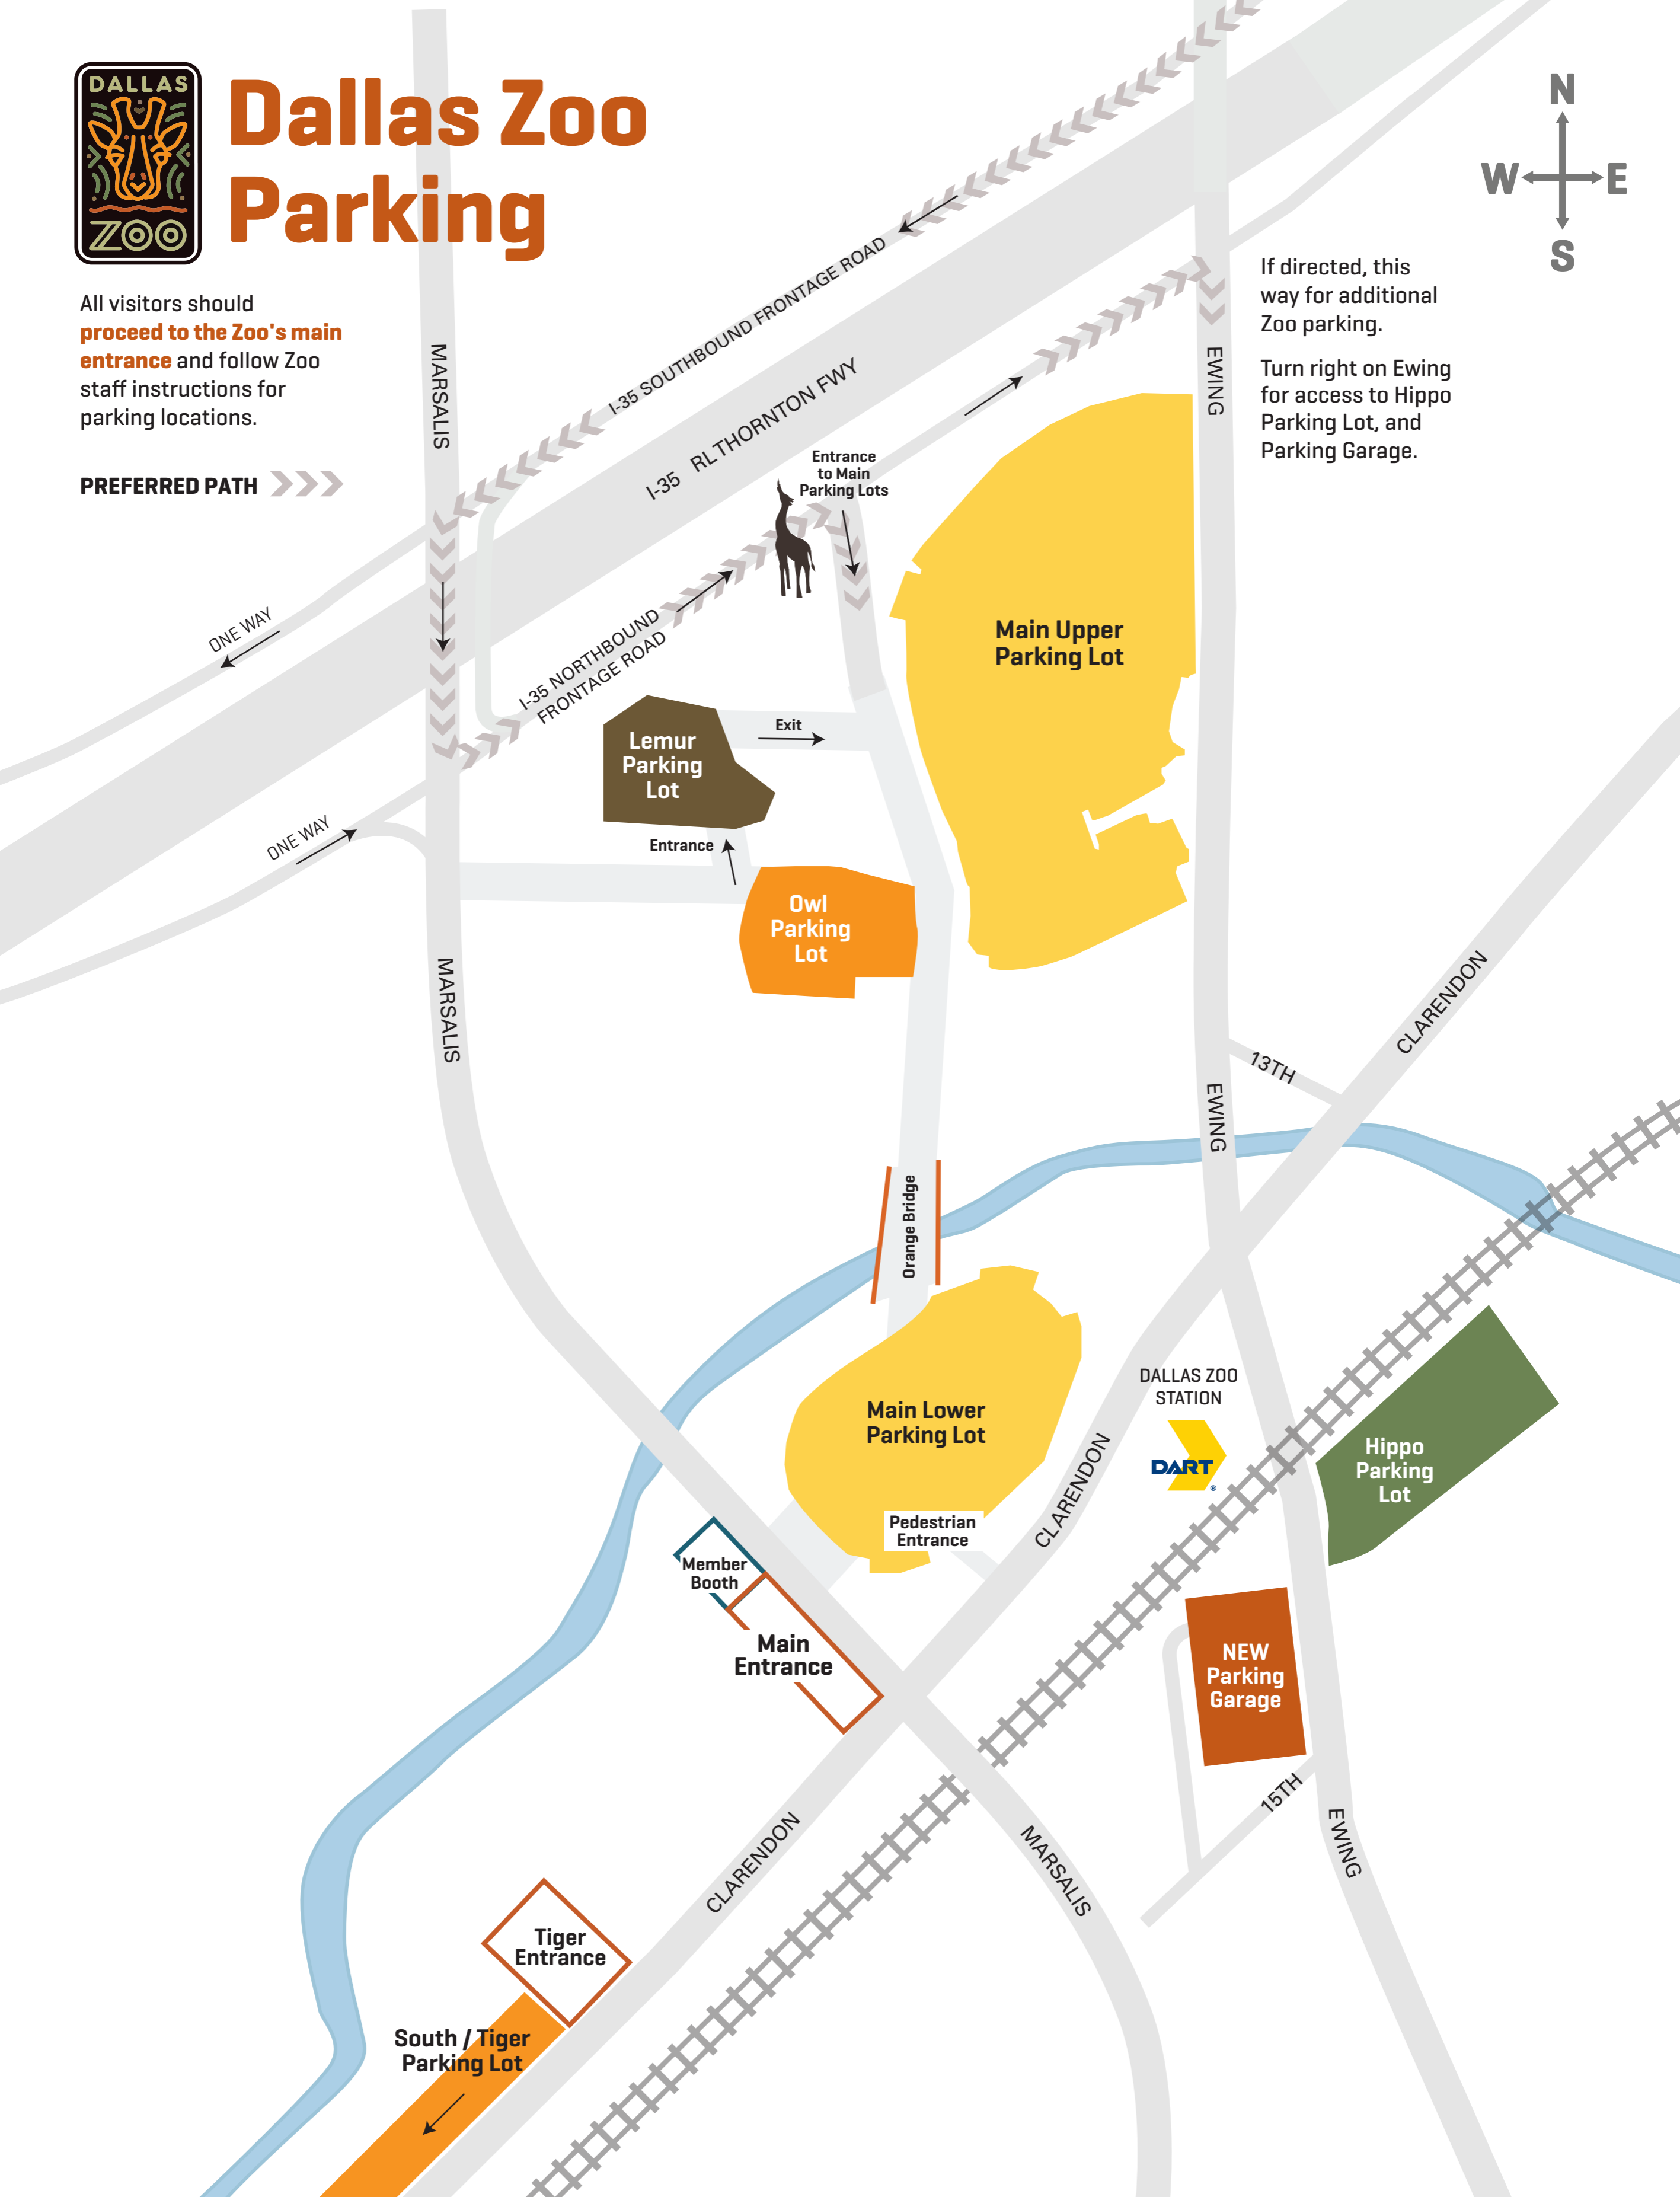 DALLAS
ZOO
Dallas Zoo
Parking
All visitors should
proceed to the Zoo's main
entrance and follow Zoo
staff instructions for
parking locations.
PREFERRED PATH
N
W E
S
If directed, this
way for additional
Zoo parking.
Turn right on Ewing
for access to Hippo
Parking Lot, and
Parking Garage.
MARSALIS
I-35 SOUTHBOUND FRONTAGE ROAD
I-35 RL THORNTON FWY
EWING
Entrance
to Main
Parking Lots
ONE WAY
I-35 NORTHBOUND
FRONTAGE ROAD
Main Upper
Parking Lot
Exit
Lemur
Parking
Lot
ONE WAY
Entrance
Owl
Parking
Lot
MARSALIS
CLARENDON
13TH
EWING
Orange Bridge
DALLAS ZOO
STATION
DART
®
Main Lower
Parking Lot
Hippo
Parking
Lot
CLARENDON
Pedestrian
Entrance
Member
Booth
Main
Entrance
NEW
Parking
Garage
15TH
EWING
CLARENDON
MARSALIS
Tiger
Entrance
South / Tiger
Parking Lot